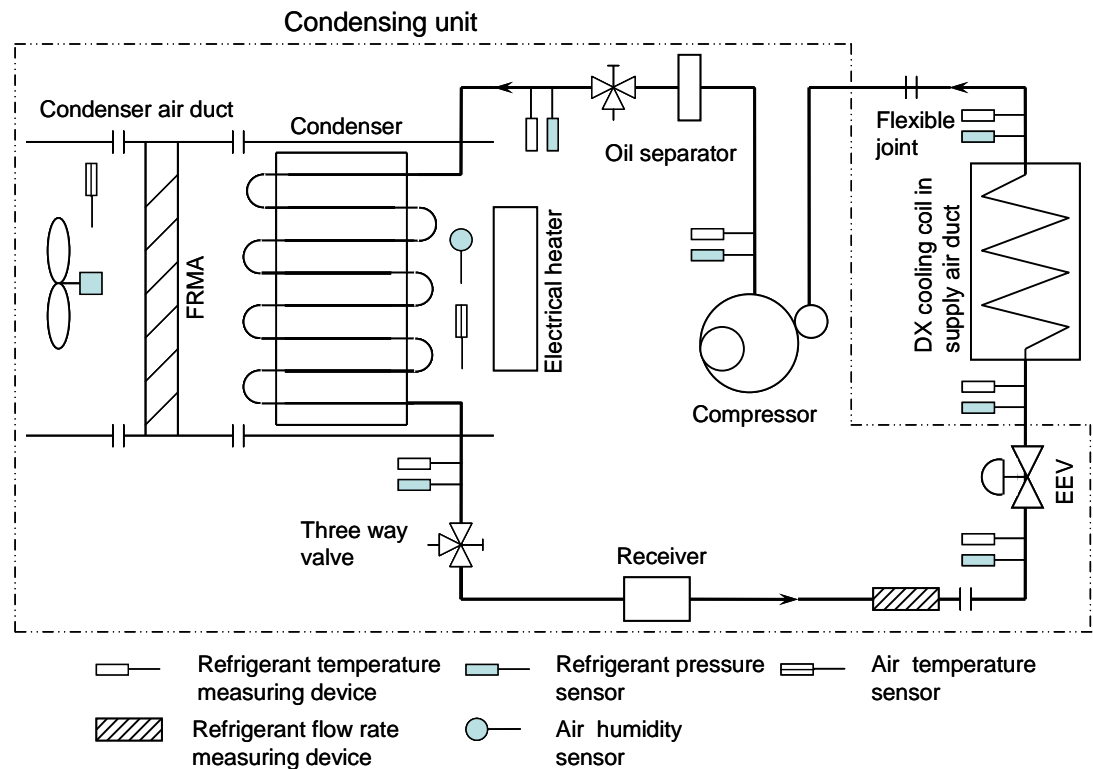 Condensing unit
Condenser air duct
Condenser
Oil separator
Flexible
joint
FRMA
Electrical heater
DX cooling coil in
supply air duct
Compressor
EEV
Three way
valve
Receiver
Refrigerant temperature
measuring device
Refrigerant pressure
sensor
Air temperature
sensor
Refrigerant flow rate
measuring device
Air humidity
sensor